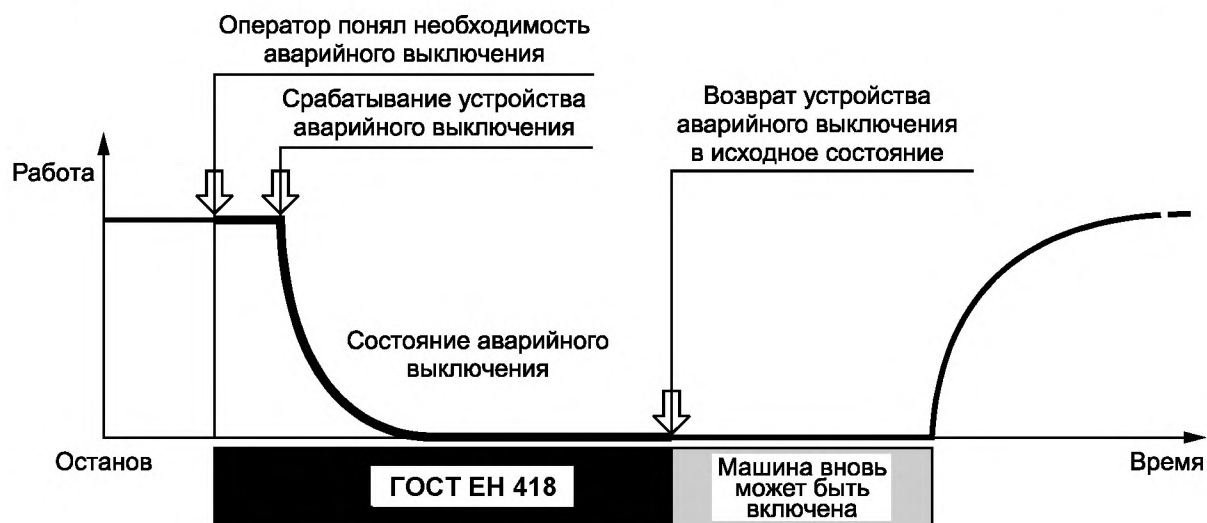 Оператор понял необходимость
аварийного выключения
Срабатывание устройства
аварийного выключения
Возврат устройства
аварийного выключения
в исходное состояние
Работа
Состояние аварийного
выключения
Останов
Время
ГОСТ ЕН 418
Машина вновь
может быть
включена